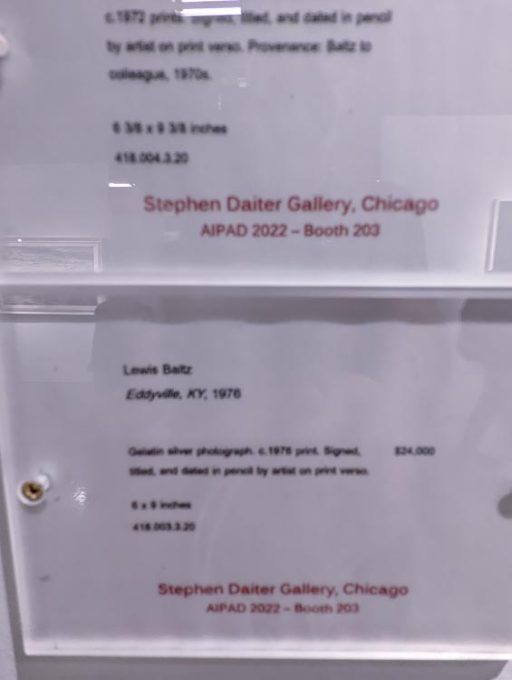 c.1972 prints. Signed, titled, and dated in pencil
by artist on print verso. Provenance: Baltz to
colleague, 1970s.
6 3/8 x 9 3/8 inches
418.004.3.20
Stephen Daiter Gallery, Chicago
AIPAD 2022 – Booth 203
Lewis Baltz
Eddyville, KY, 1976
Gelatin silver photograph. c.1976 print. Signed, $24,000
titled, and dated in pencil by artist on print verso.
6 x 9 inches
418.003.3.20
Stephen Daiter Gallery, Chicago
AIPAD 2022 – Booth 203